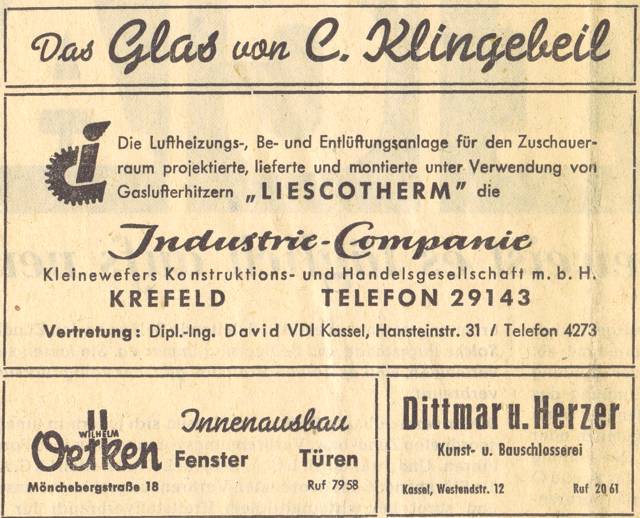 Das Glas von C. Klingebeil
Die Luftheizungs-, Be- und Entlüftungsanlage für den Zuschauer-
raum projektierte, lieferte und montierte unter Verwendung von
Gaslufterhitzern „LIESCOTHERM" die
Industrie-Companie
Kleinewefers Konstruktions- und Handelsgesellschaft m. b. H.
KREFELD TELEFON 29143
Vertretung: Dipl.-Ing. David VDI Kassel, Hansteinstr. 31 / Telefon 4273
WILHELM
Oetken
Innenausbau
Fenster Türen
Mönchebergstraße 18 Ruf 7958
Dittmar u. Herzer
Kunst- u. Bauschlosserei
Kassel, Westendstr. 12 Ruf 20 61